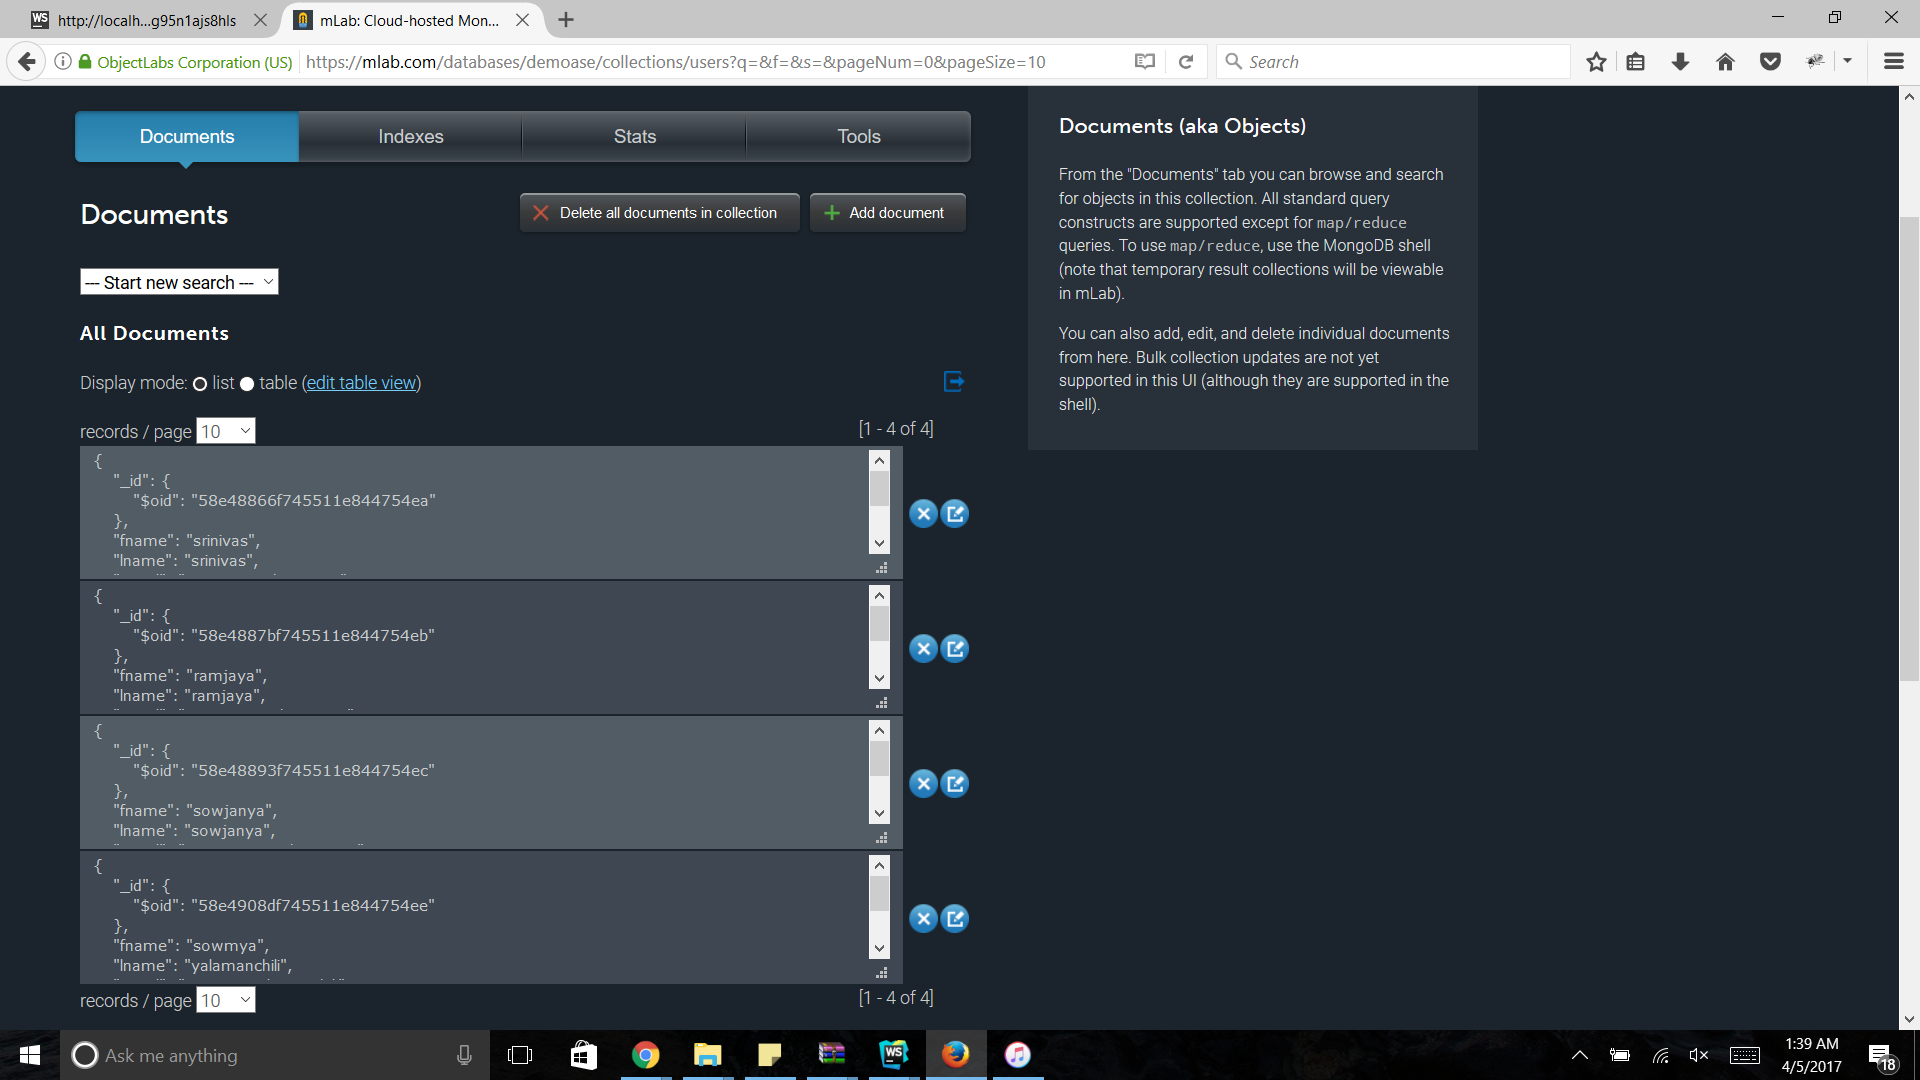 http://localh...g95n1ajs8hls
mLab: Cloud-hosted Mon...
ObjectLabs Corporation (US)
https://mlab.com/databases/demoase/collections/users?q=&f=&s=&pageNum=0&pageSize=10
Search
Documents
Indexes
Stats
Tools
Documents
Delete all documents in collection
Add document
--- Start new search ---
All Documents
Display mode: list table (edit table view)
records / page 10
[1 - 4 of 4]
{
"_id": {
"$oid": "58e48866f745511e844754ea"
},
"fname": "srinivas",
"lname": "srinivas",
{
"_id": {
"$oid": "58e4887bf745511e844754eb"
},
"fname": "ramjaya",
"lname": "ramjaya",
{
"_id": {
"$oid": "58e48893f745511e844754ec"
},
"fname": "sowjanya",
"lname": "sowjanya",
{
"_id": {
"$oid": "58e4908df745511e844754ee"
},
"fname": "sowmya",
"lname": "yalamanchili",
records / page 10
[1 - 4 of 4]
Documents (aka Objects)
From the "Documents" tab you can browse and search
for objects in this collection. All standard query
constructs are supported except for map/reduce
queries. To use map/reduce, use the MongoDB shell
(note that temporary result collections will be viewable
in mLab).
You can also add, edit, and delete individual documents
from here. Bulk collection updates are not yet
supported in this UI (although they are supported in the
shell).
Ask me anything
WS
1:39 AM
4/5/2017
18